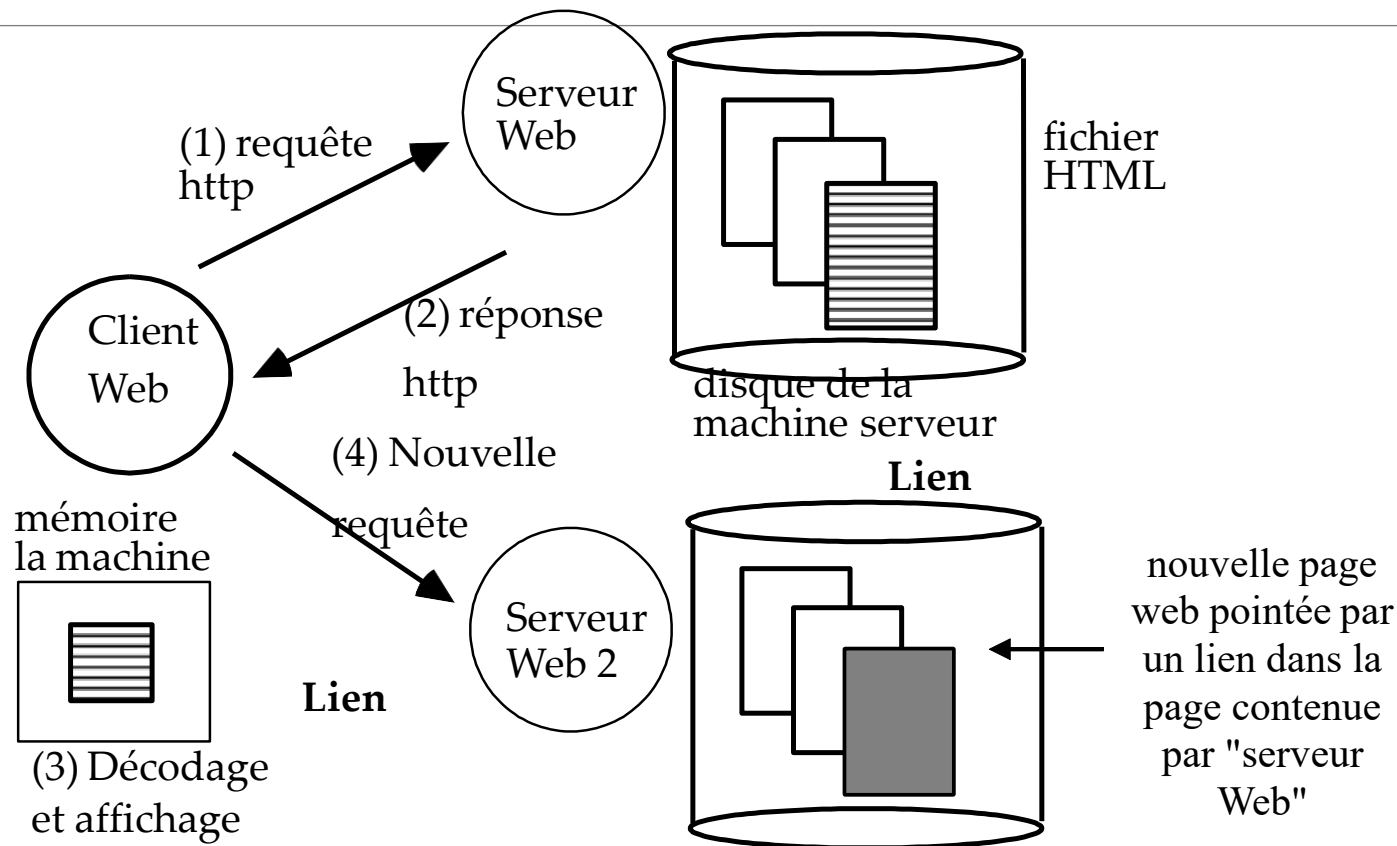 Serveur
Web
(1) requête
http
fichier
HTML
Client
Web
(2) réponse
http
disque de la
machine serveur
(4) Nouvelle
requête
Lien
mémoire
la machine
Serveur
Web 2
Lien
(3) Décodage
et affichage
nouvelle page
web pointée par
un lien dans la
page contenue
par "serveur
Web"